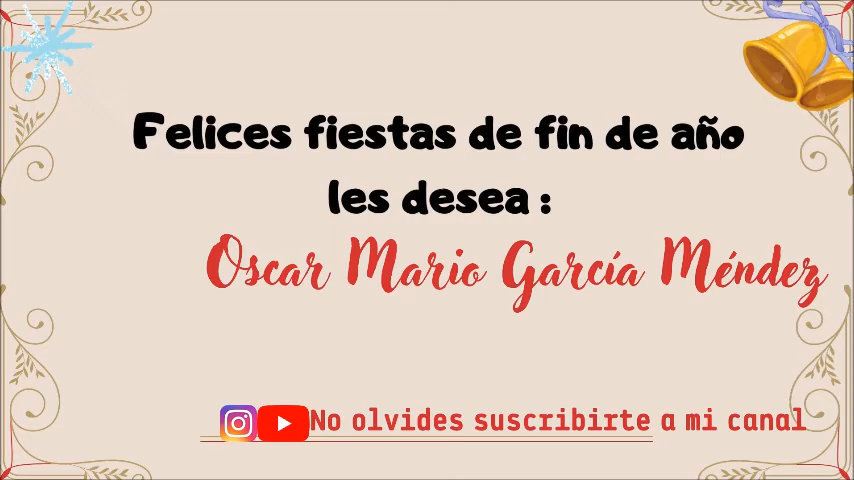 Felices fiestas de fin de año
les desea :
Oscar Mario García Méndez
No olvides suscribirte a mi canal